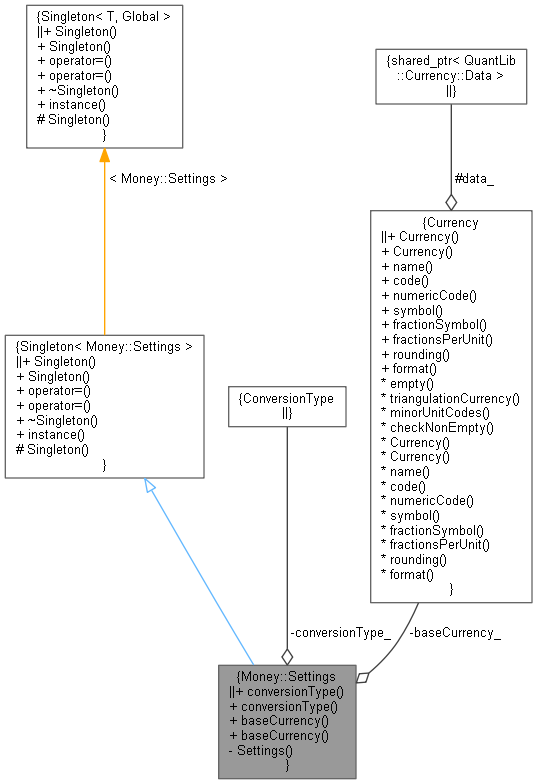 {Singleton< T, Global >
||+ Singleton()
+ Singleton()
+ operator=()
+ operator=()
+ ~Singleton()
+ instance()
# Singleton()
}
{shared_ptr< QuantLib
::Currency::Data >
||}
< Money::Settings >
#data_
{Currency
||+ Currency()
+ Currency()
+ name()
+ code()
+ numericCode()
+ symbol()
+ fractionSymbol()
+ fractionsPerUnit()
+ rounding()
+ format()
* empty()
* triangulationCurrency()
* minorUnitCodes()
* checkNonEmpty()
* Currency()
* Currency()
* name()
* code()
* numericCode()
* symbol()
* fractionSymbol()
* fractionsPerUnit()
* rounding()
* format()
}
{Singleton< Money::Settings >
||+ Singleton()
+ Singleton()
+ operator=()
+ operator=()
+ ~Singleton()
+ instance()
# Singleton()
}
{ConversionType
||}
-conversionType_
-baseCurrency_
{Money::Settings
||+ conversionType()
+ conversionType()
+ baseCurrency()
+ baseCurrency()
- Settings()
}